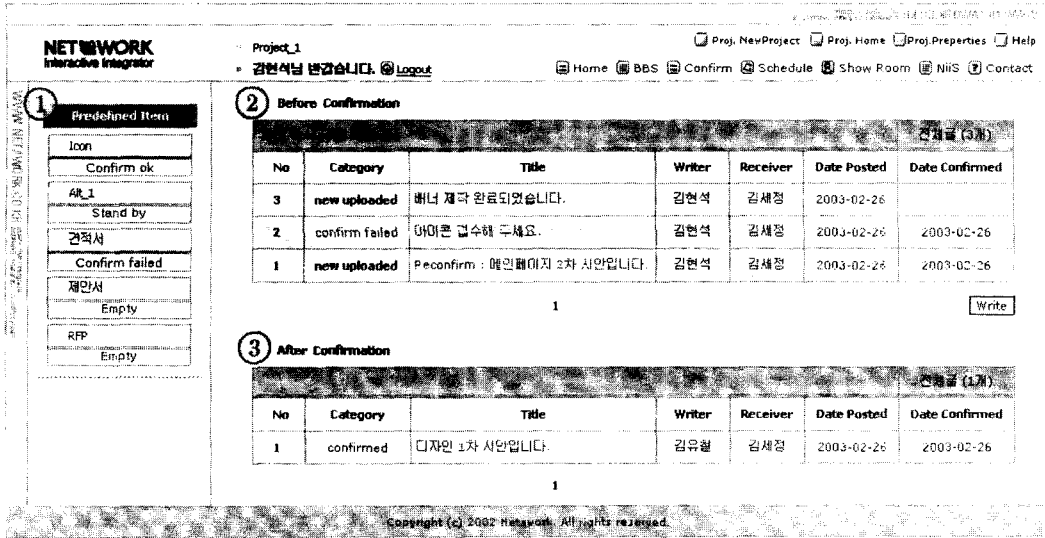 NETWORK
Interactive Integrator
Project_1
김현석님 반갑습니다. Logout
Proj. NewProject Proj. Home Proj.Preperties Help
Home BBS Confirm Schedule Show Room NiiS Contact
1
Predefined Item
Icon
Confirm ok
Alt_1
Stand by
견적서
Confirm failed
제안서
Empty
RFP
Empty
2 Before Confirmation
전체글 (3개)
No Category Title Writer Receiver Date Posted Date Confirmed
3 new uploaded 배너 제작 완료되었습니다. 김현석 김세정 2003-02-26
2 confirm failed 아이콘 검수해 주세요. 김현석 김세정 2003-02-26 2003-02-26
1 new uploaded Peconfirm : 메인페이지 2차 시안입니다. 김현석 김세정 2003-02-26 2003-02-26
1
Write
3 After Confirmation
전체글 (1개)
No Category Title Writer Receiver Date Posted Date Confirmed
1 confirmed 디자인 1차 시안입니다. 김유철 김세정 2003-02-26 2003-02-26
1
Copyright (c) 2002 Network. All rights reserved.